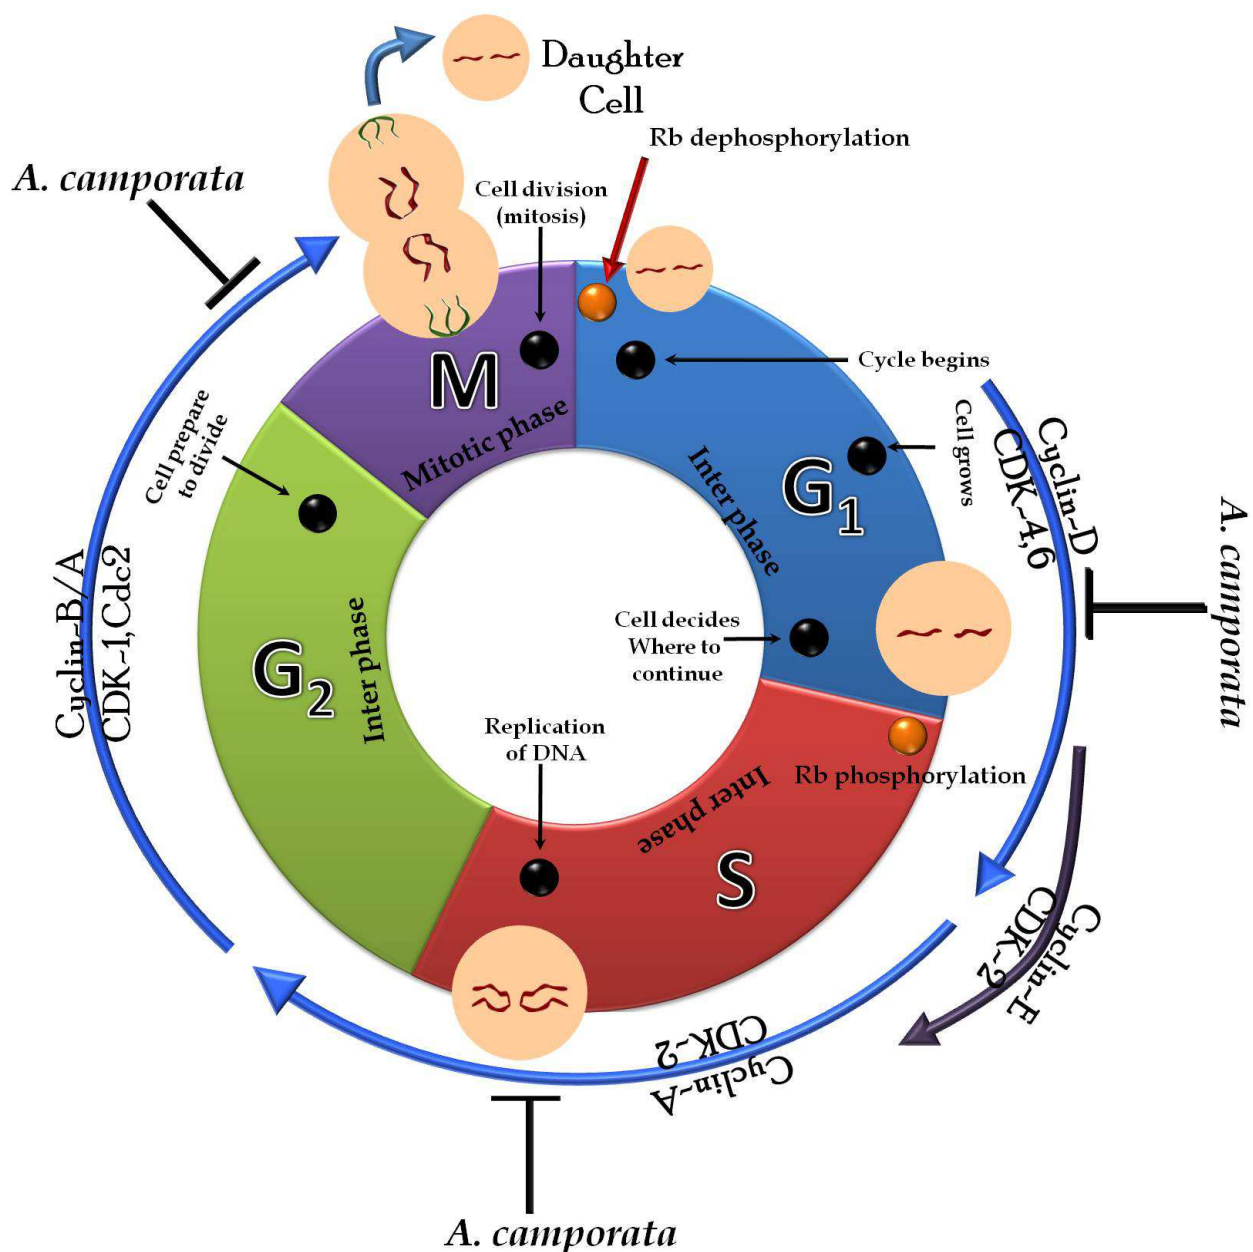 Daughter
Cell
Rb dephosphorylation
A. camporata
Cell division
(mitosis)
M
Mitotic phase
Cycle begins
Cell grows
G1
Inter phase
Cyclin-D
CDK-4,6
A. camporata
Cell prepare
to divide
Cyclin-B/A
CDK-1,Cdc2
G2
Inter phase
Cell decides
Where to
continue
Replication
of DNA
Rb phosphorylation
Inter phase
S
Cyclin-E
CDK-2
CDK-2
Cyclin-A
A. camporata